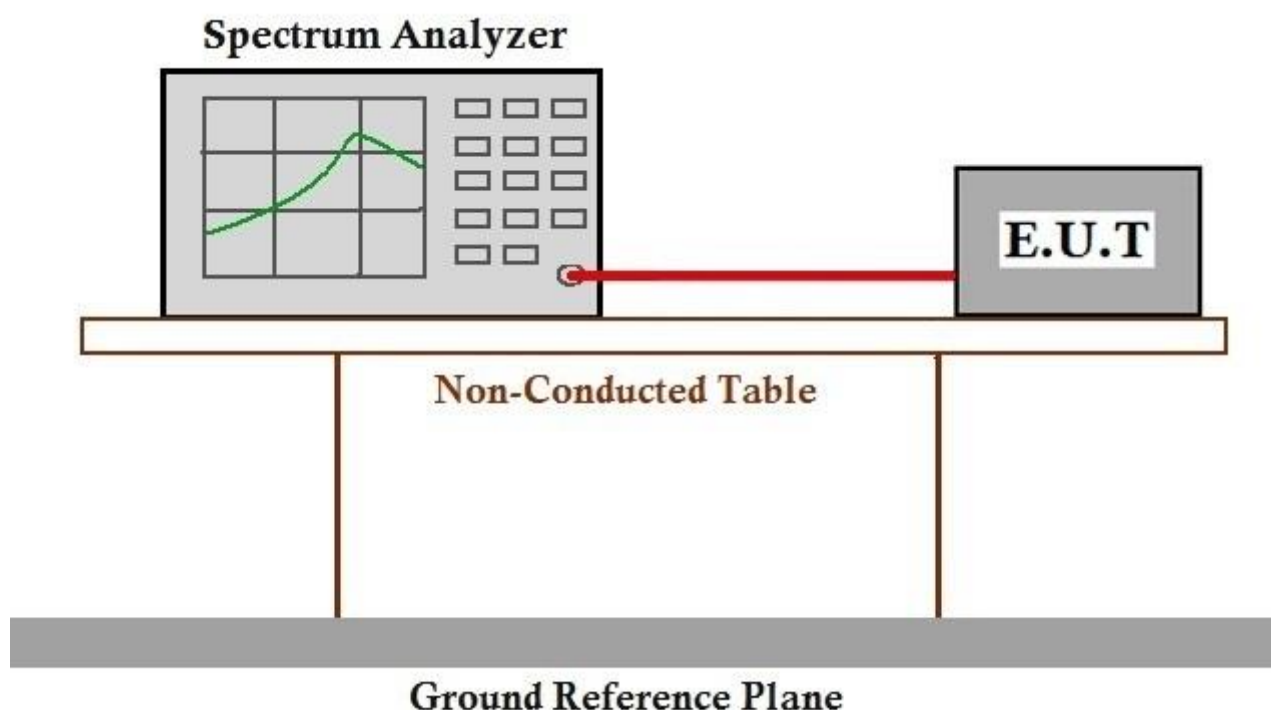 Spectrum Analyzer
E.U.T
Non-Conducted Table
Ground Reference Plane